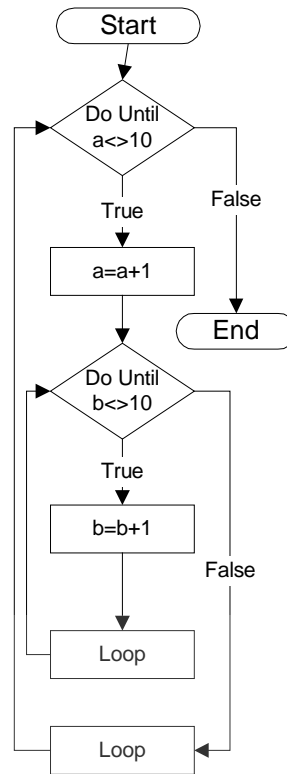 Start
Do Until
a<>10
True
False
a=a+1
End
Do Until
b<>10
True
b=b+1
False
Loop
Loop